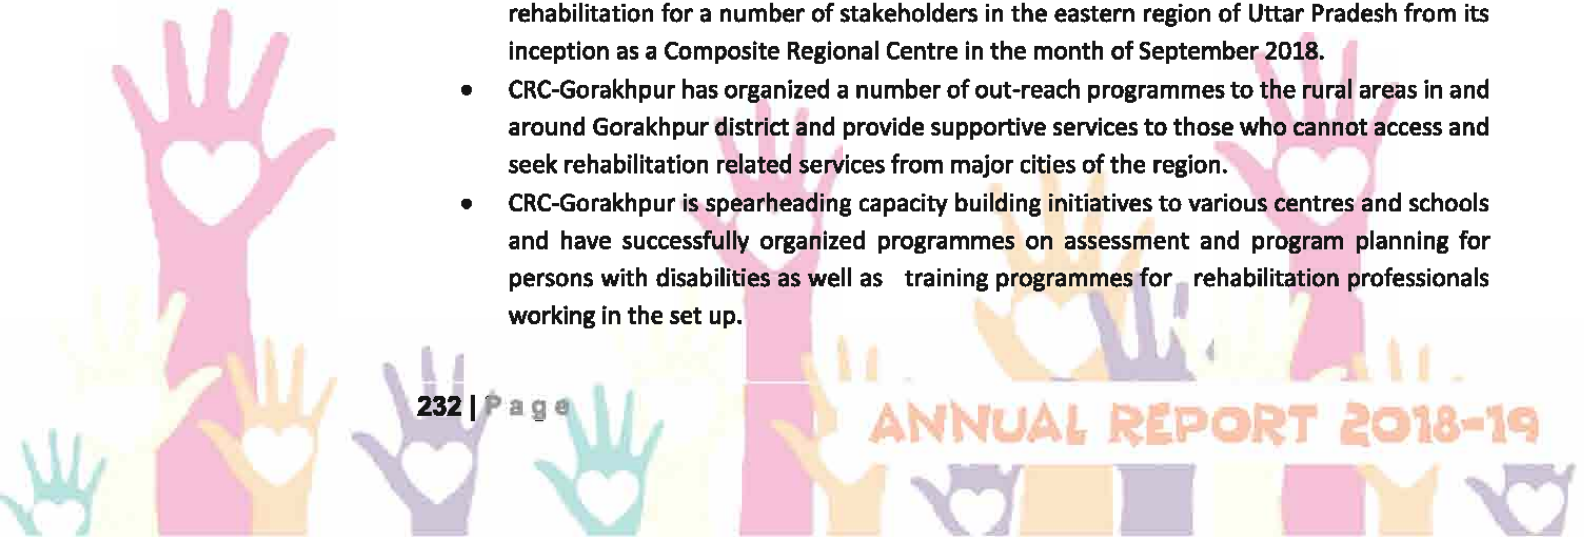 rehabilitation for a number of stakeholders in the eastern region of Uttar Pradesh from its
inception as a Composite Regional Centre in the month of September 2018.
• CRC-Gorakhpur has organized a number of out-reach programmes to the rural areas in and
around Gorakhpur district and provide supportive services to those who cannot access and
seek rehabilitation related services from major cities of the region.
• CRC-Gorakhpur is spearheading capacity building initiatives to various centres and schools
and have successfully organized programmes on assessment and program planning for
persons with disabilities as well as training programmes for rehabilitation professionals
working in the set up.
232 | Page
ANNUAL REPORT 2018-19